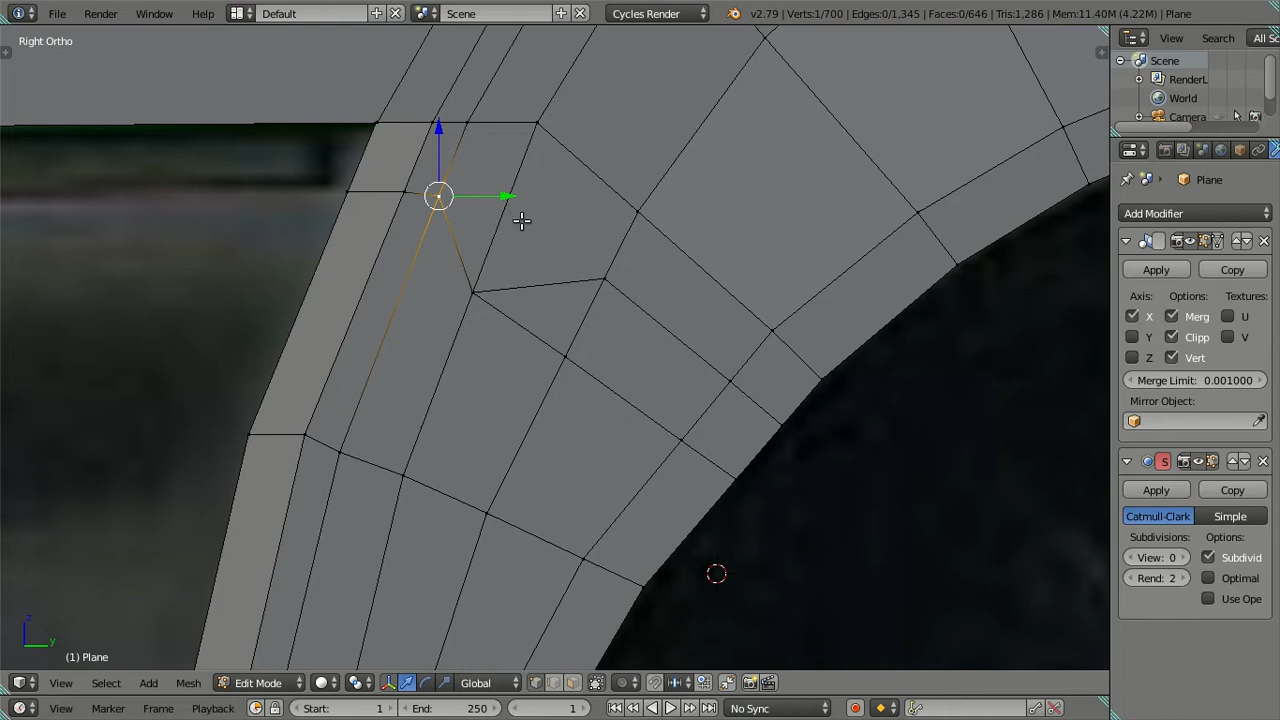 File Render Window Help Default Scene Cycles Render v2.79 | Verts:1/700 | Edges:0/1,345 | Faces:0/646 | Tris:1,286 | Mem:11.40M (4.22M) | Plane
Right Ortho
View Search All Sc
Scene
RenderL
World
Camera
Plane
Add Modifier
Apply Copy
Axis: Options: Textures:
X Merg U
Y Clipp V
Z Vert
Merge Limit: 0.001000
Mirror Object:
S
Apply Copy
Catmull-Clark Simple
Subdivisions: Options:
View: 0 Subdivid
Rend: 2 Optimal
Use Ope
z
y
(1) Plane
View Select Add Mesh Edit Mode Global
View Marker Frame Playback Start: 1 End: 250 1 No Sync